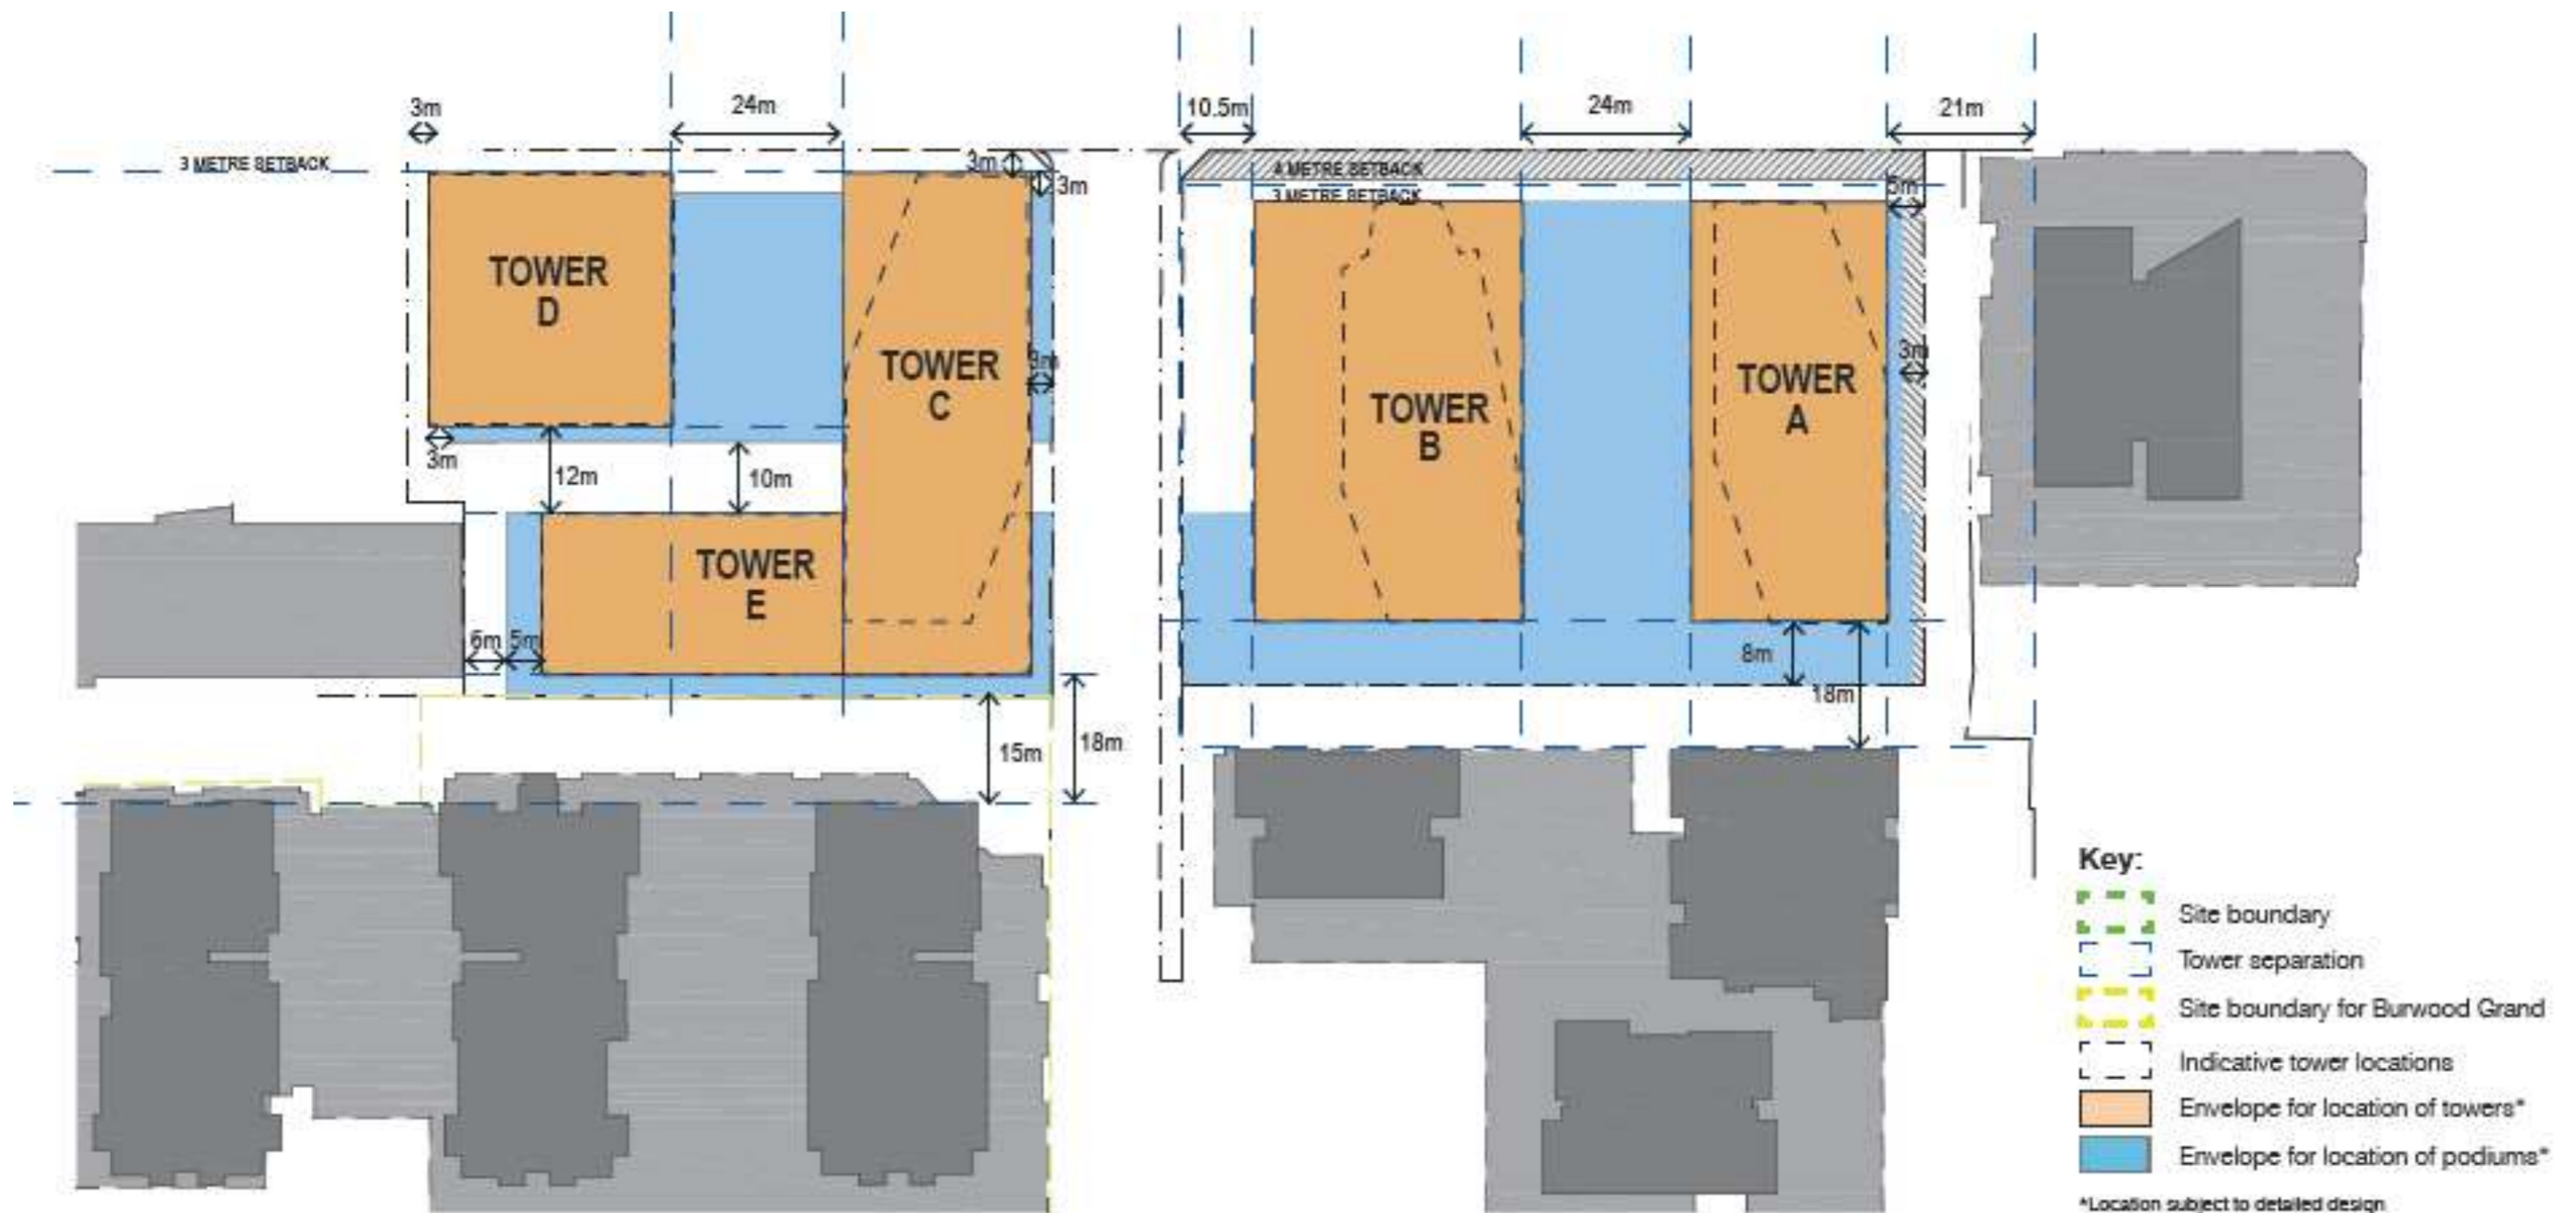 3m
24m
10.5m
24m
21m
3 METRE SETBACK
3m
3m
4 METRE SETBACK
3 METRE SETBACK
5m
TOWER
D
TOWER
C
3m
TOWER
B
TOWER
A
3m
3m
12m
10m
TOWER
E
6m
5m
8m
18m
15m
18m
Key:
Site boundary
Tower separation
Site boundary for Burwood Grand
Indicative tower locations
Envelope for location of towers*
Envelope for location of podiums*
*Location subject to detailed design